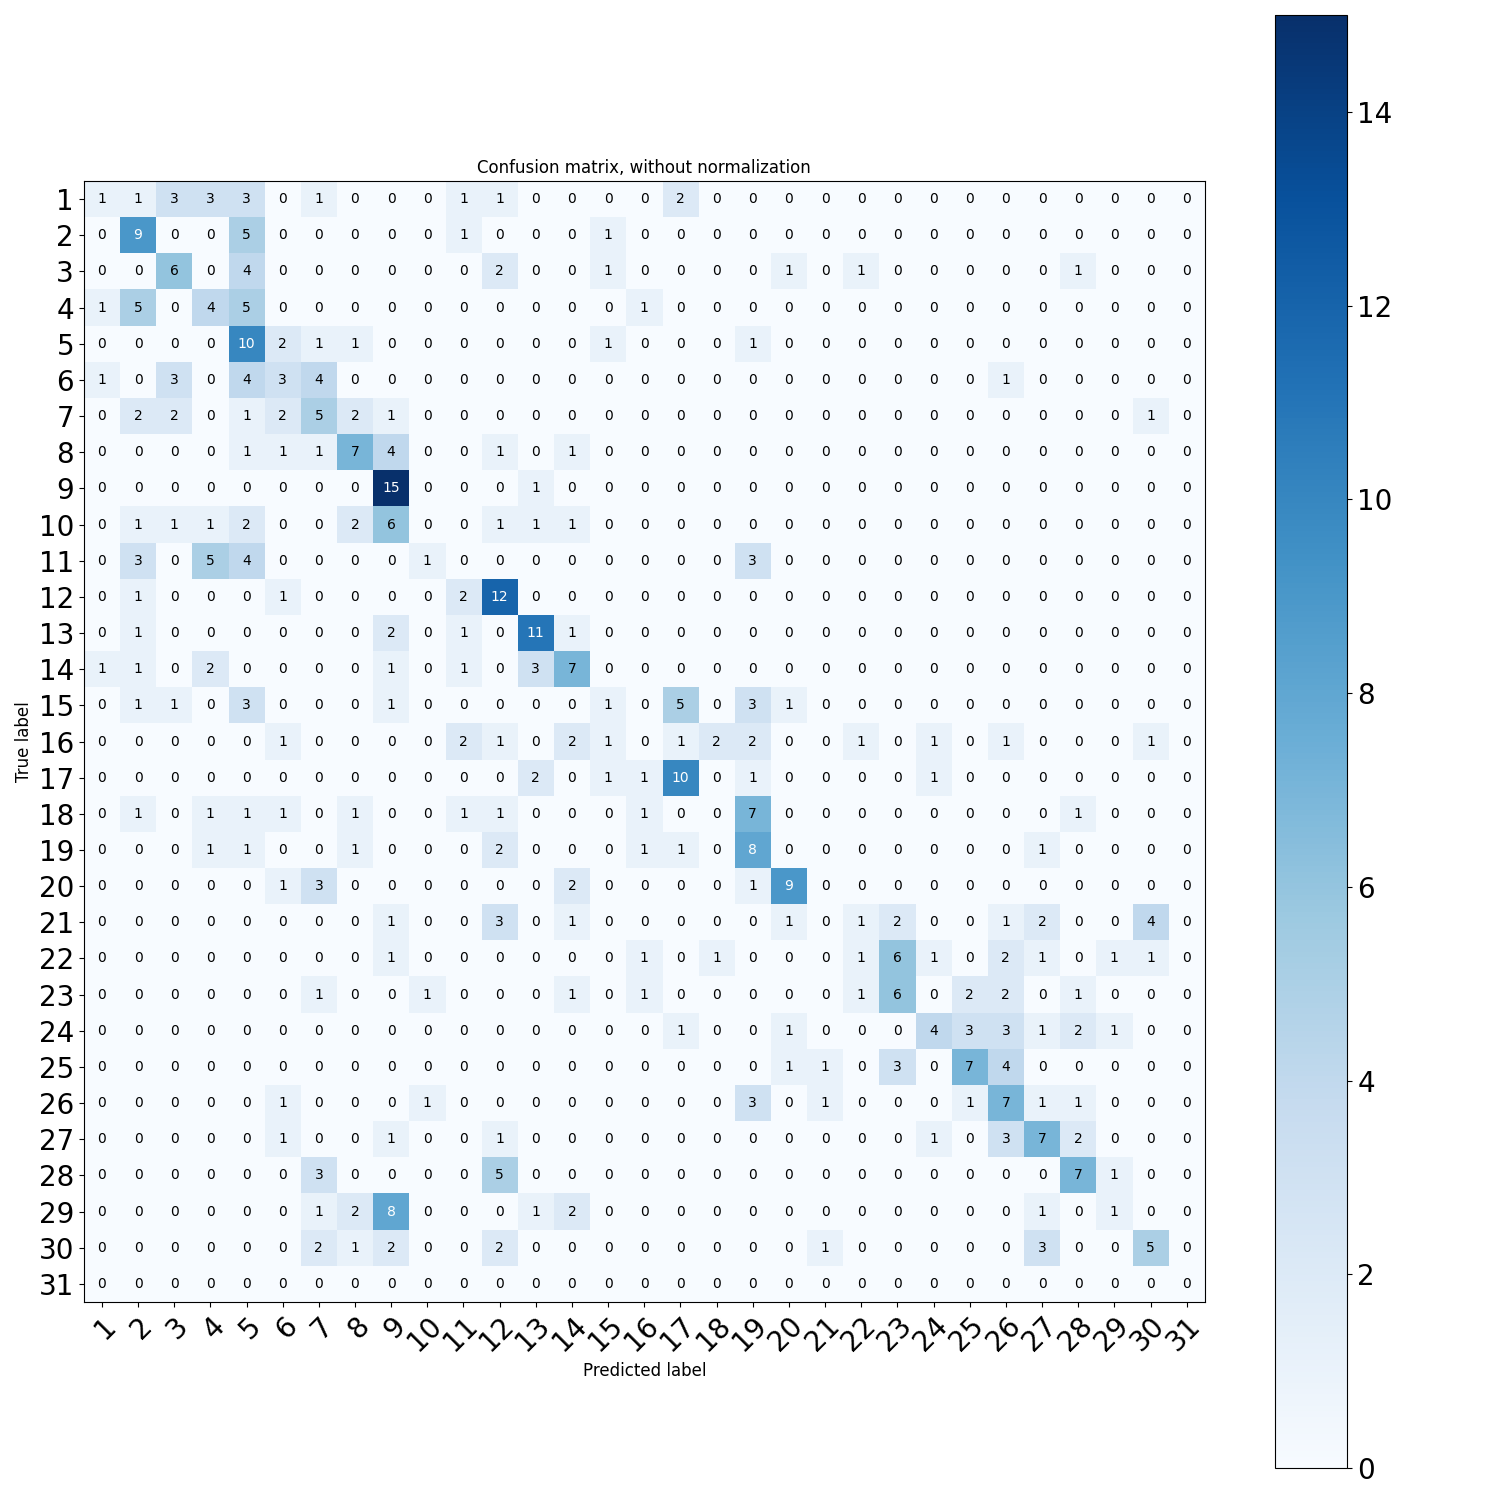 Confusion matrix, without normalization
1 1 1 3 3 3 0 1 0 0 0 1 1 0 0 0 0 2 0 0 0 0 0 0 0 0 0 0 0 0 0 0
2 0 9 0 0 5 0 0 0 0 0 1 0 0 0 1 0 0 0 0 0 0 0 0 0 0 0 0 0 0 0 0
3 0 0 6 0 4 0 0 0 0 0 0 2 0 0 1 0 0 0 0 1 0 1 0 0 0 0 0 1 0 0 0
4 1 5 0 4 5 0 0 0 0 0 0 0 0 0 0 1 0 0 0 0 0 0 0 0 0 0 0 0 0 0 0
5 0 0 0 0 10 2 1 1 0 0 0 0 0 0 1 0 0 0 1 0 0 0 0 0 0 0 0 0 0 0 0
6 1 0 3 0 4 3 4 0 0 0 0 0 0 0 0 0 0 0 0 0 0 0 0 0 0 1 0 0 0 0 0
7 0 2 2 0 1 2 5 2 1 0 0 0 0 0 0 0 0 0 0 0 0 0 0 0 0 0 0 0 0 1 0
8 0 0 0 0 1 1 1 7 4 0 0 1 0 1 0 0 0 0 0 0 0 0 0 0 0 0 0 0 0 0 0
9 0 0 0 0 0 0 0 0 15 0 0 0 1 0 0 0 0 0 0 0 0 0 0 0 0 0 0 0 0 0 0
10 0 1 1 1 2 0 0 2 6 0 0 1 1 1 0 0 0 0 0 0 0 0 0 0 0 0 0 0 0 0 0
11 0 3 0 5 4 0 0 0 0 1 0 0 0 0 0 0 0 0 3 0 0 0 0 0 0 0 0 0 0 0 0
12 0 1 0 0 0 1 0 0 0 0 2 12 0 0 0 0 0 0 0 0 0 0 0 0 0 0 0 0 0 0 0
13 0 1 0 0 0 0 0 0 2 0 1 0 11 1 0 0 0 0 0 0 0 0 0 0 0 0 0 0 0 0 0
14 1 1 0 2 0 0 0 0 1 0 1 0 3 7 0 0 0 0 0 0 0 0 0 0 0 0 0 0 0 0 0
15 0 1 1 0 3 0 0 0 1 0 0 0 0 0 1 0 5 0 3 1 0 0 0 0 0 0 0 0 0 0 0
16 0 0 0 0 0 1 0 0 0 0 2 1 0 2 1 0 1 2 2 0 0 1 0 1 0 1 0 0 0 1 0
17 0 0 0 0 0 0 0 0 0 0 0 0 2 0 1 1 10 0 1 0 0 0 0 1 0 0 0 0 0 0 0
18 0 1 0 1 1 1 0 1 0 0 1 1 0 0 0 1 0 0 7 0 0 0 0 0 0 0 0 1 0 0 0
19 0 0 0 1 1 0 0 1 0 0 0 2 0 0 0 1 1 0 8 0 0 0 0 0 0 0 1 0 0 0 0
20 0 0 0 0 0 1 3 0 0 0 0 0 0 2 0 0 0 0 1 9 0 0 0 0 0 0 0 0 0 0 0
21 0 0 0 0 0 0 0 0 1 0 0 3 0 1 0 0 0 0 0 1 0 1 2 0 0 1 2 0 0 4 0
22 0 0 0 0 0 0 0 0 1 0 0 0 0 0 0 1 0 1 0 0 0 1 6 1 0 2 1 0 1 1 0
23 0 0 0 0 0 0 1 0 0 1 0 0 0 1 0 1 0 0 0 0 0 1 6 0 2 2 0 1 0 0 0
24 0 0 0 0 0 0 0 0 0 0 0 0 0 0 0 0 1 0 0 1 0 0 0 4 3 3 1 2 1 0 0
25 0 0 0 0 0 0 0 0 0 0 0 0 0 0 0 0 0 0 0 1 1 0 3 0 7 4 0 0 0 0 0
26 0 0 0 0 0 1 0 0 0 1 0 0 0 0 0 0 0 0 3 0 1 0 0 0 1 7 1 1 0 0 0
27 0 0 0 0 0 1 0 0 1 0 0 1 0 0 0 0 0 0 0 0 0 0 0 1 0 3 7 2 0 0 0
28 0 0 0 0 0 0 3 0 0 0 0 5 0 0 0 0 0 0 0 0 0 0 0 0 0 0 0 7 1 0 0
29 0 0 0 0 0 0 1 2 8 0 0 0 1 2 0 0 0 0 0 0 0 0 0 0 0 0 1 0 1 0 0
30 0 0 0 0 0 0 2 1 2 0 0 2 0 0 0 0 0 0 0 0 1 0 0 0 0 0 3 0 0 5 0
31 0 0 0 0 0 0 0 0 0 0 0 0 0 0 0 0 0 0 0 0 0 0 0 0 0 0 0 0 0 0 0
1 2 3 4 5 6 7 8 9 10 11 12 13 14 15 16 17 18 19 20 21 22 23 24 25 26 27 28 29 30 31
True label
Predicted label
14
12
10
8
6
4
2
0